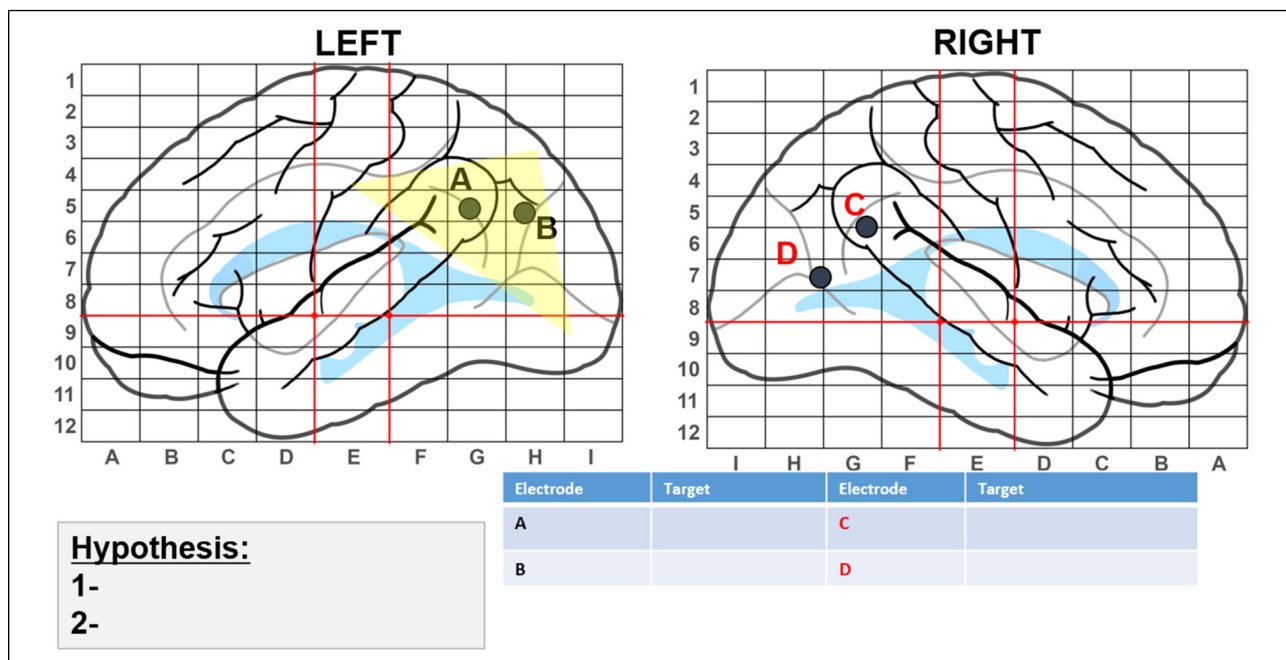 LEFT
RIGHT
1
2
3
4
5
6
7
8
9
10
11
12
A B C D E F G H I
A
B
1
2
3
4
5
6
7
8
9
10
11
12
I H G F E D C B A
C
D
Electrode Target Electrode Target
A C
B D
Hypothesis:
1-
2-